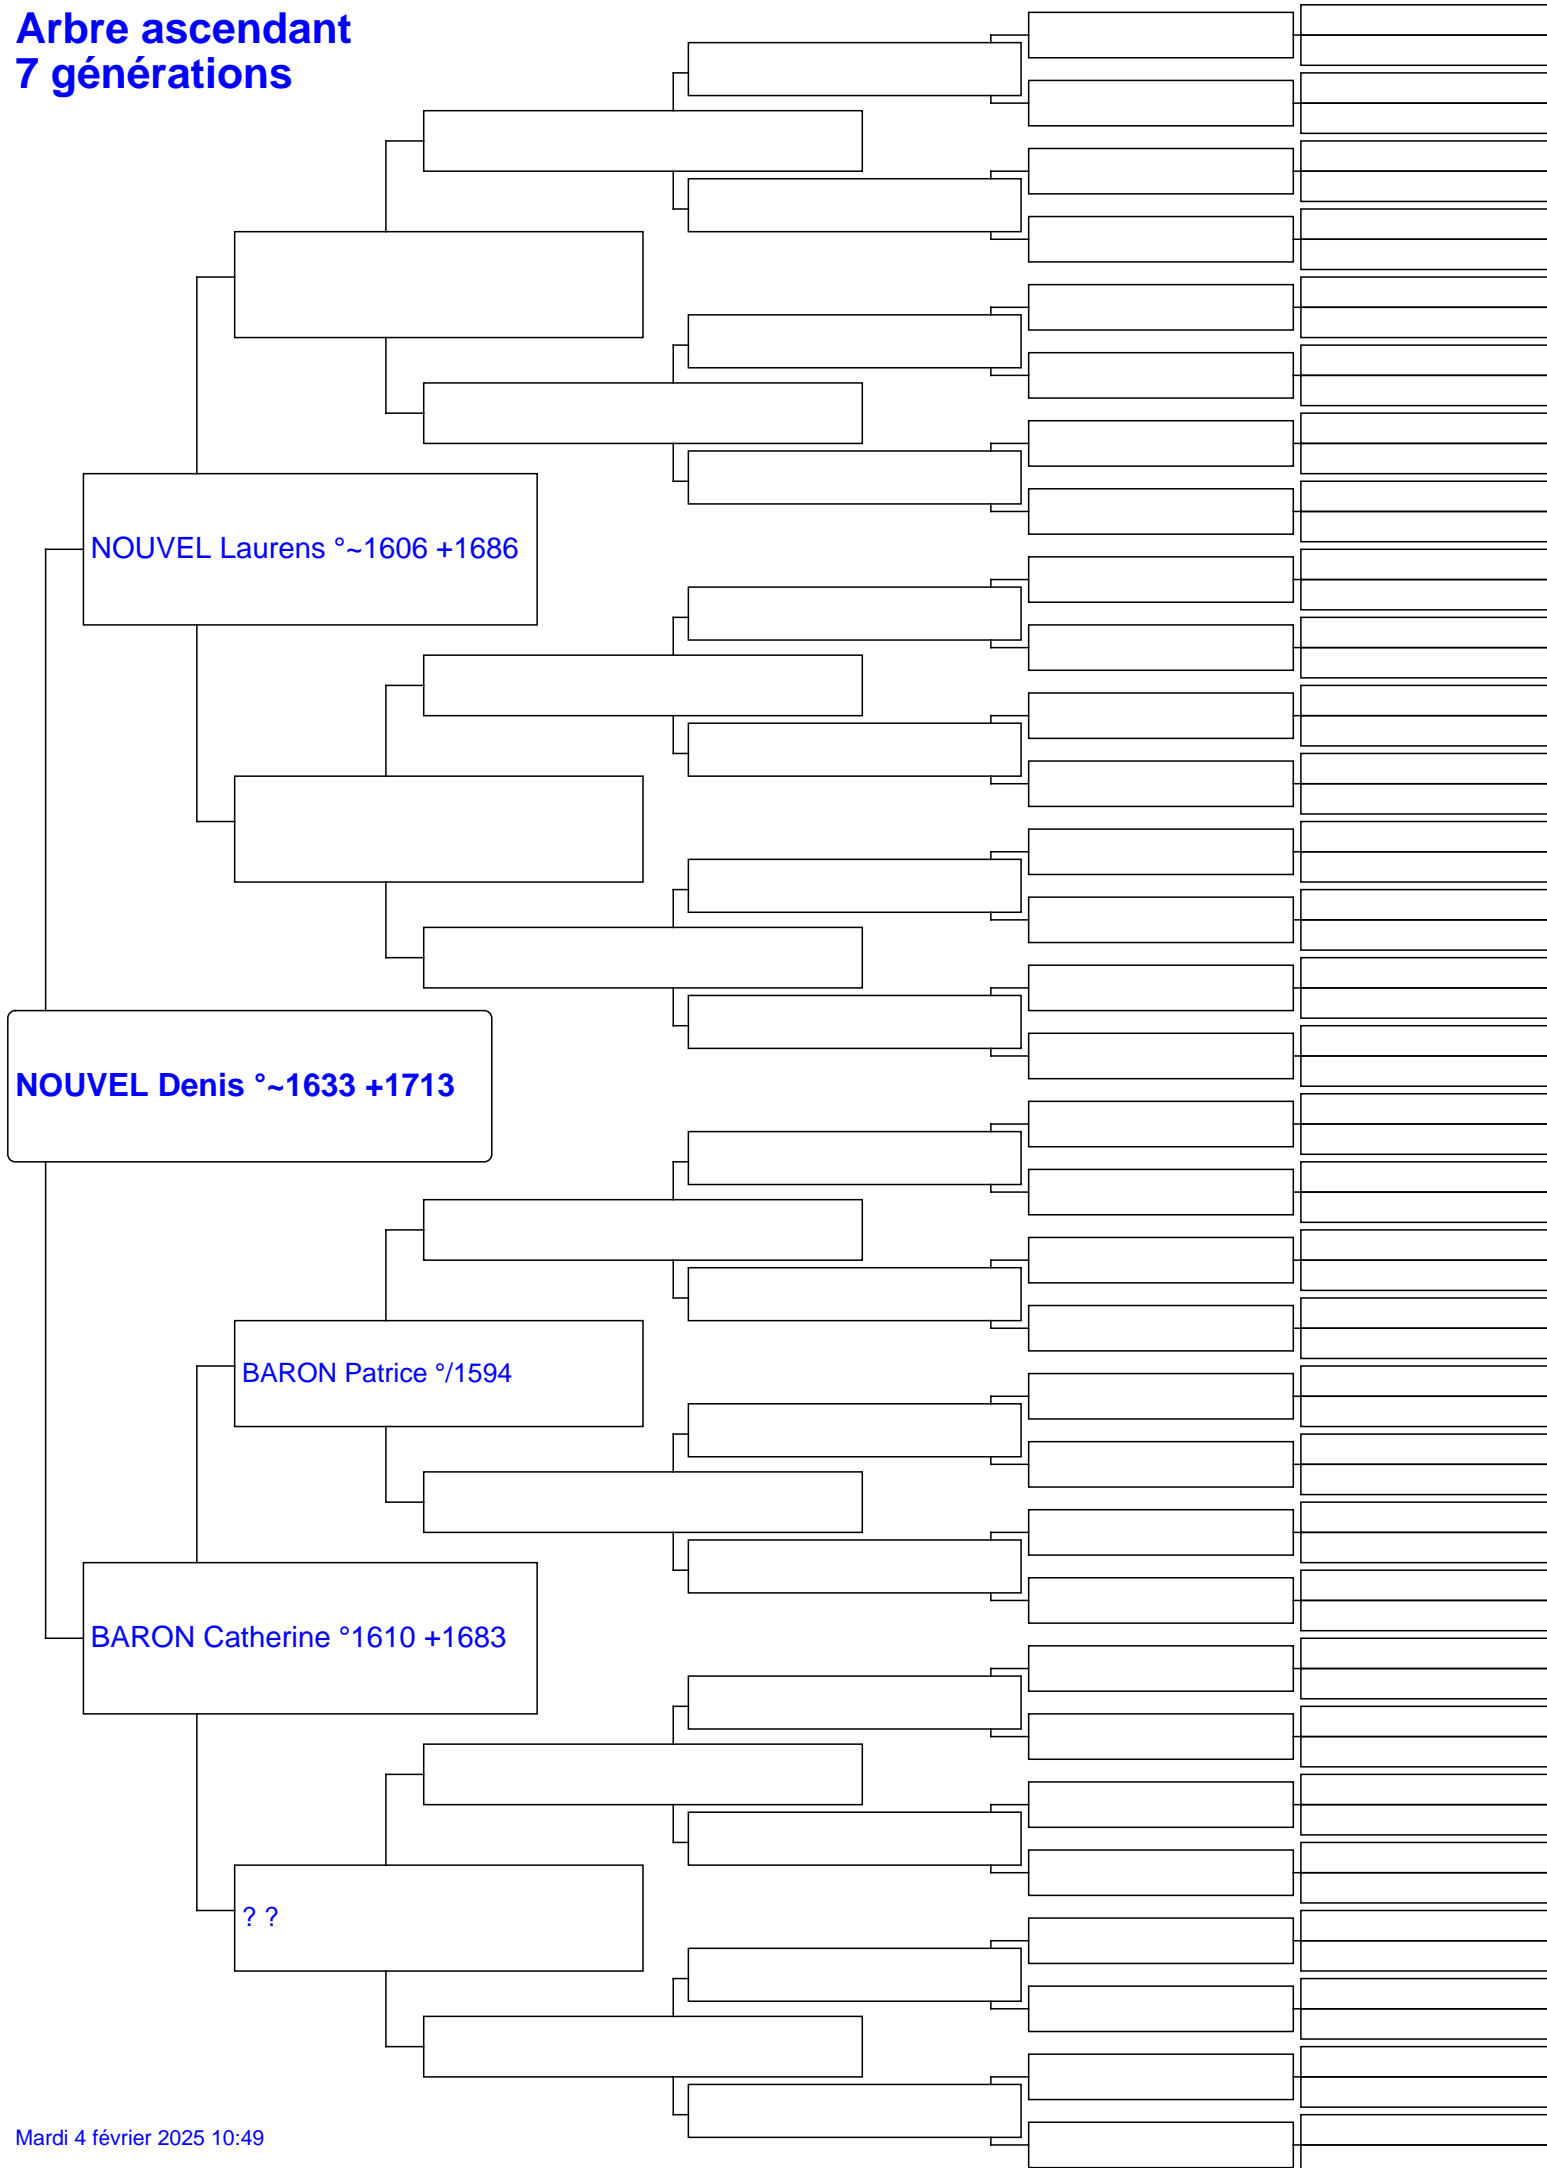 Arbre ascendant
7 générations
NOUVEL Laurens °~1606 +1686
NOUVEL Denis °~1633 +1713
BARON Patrice °/1594
BARON Catherine °1610 +1683
? ?
Mardi 4 février 2025 10:49